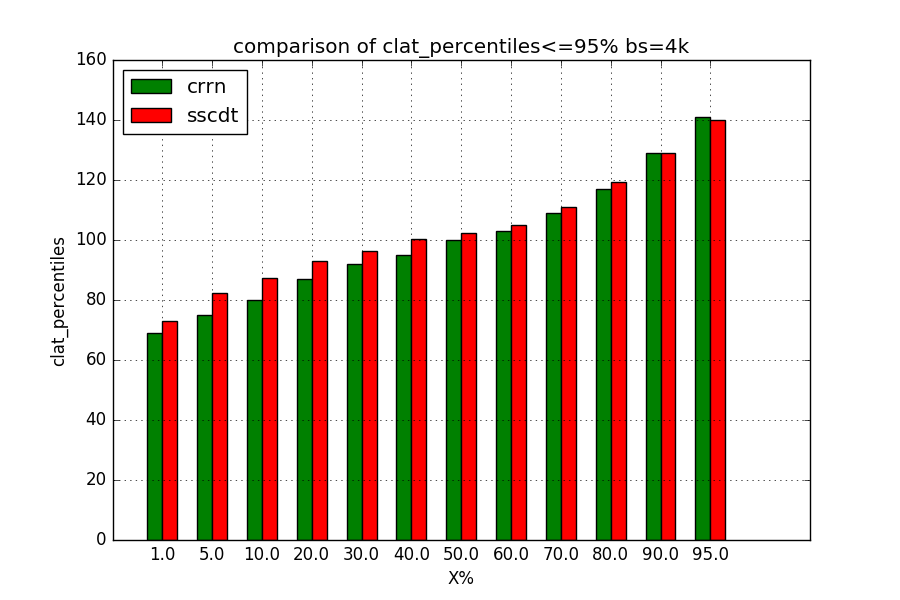 comparison of clat_percentiles<=95% bs=4k
160
140
120
100
80
60
40
20
0
crrn
sscdt
clat_percentiles
1.0 5.0 10.0 20.0 30.0 40.0 50.0 60.0 70.0 80.0 90.0 95.0
X%